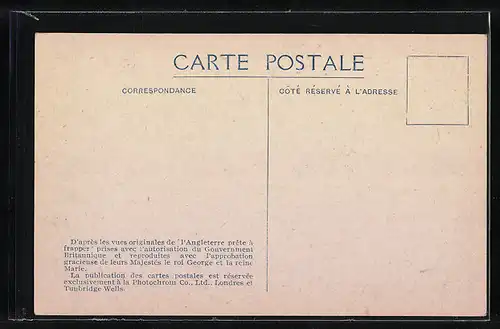 CARTE POSTALE
CORRESPONDANCE
CÔTÉ RÉSERVÉ À L'ADRESSE
D'après les vues originales de "l'Angleterre prête à
frapper" prises avec l'autorisation du Gouvernment
Britannique et reproduites avec l'approbation
gracieuse de leurs Majestés le roi George et la reine
Marie.
La publication des cartes postales est réservée
exclusivement à la Photochrom Co., Ltd., Londres et
Tunbridge Wells.